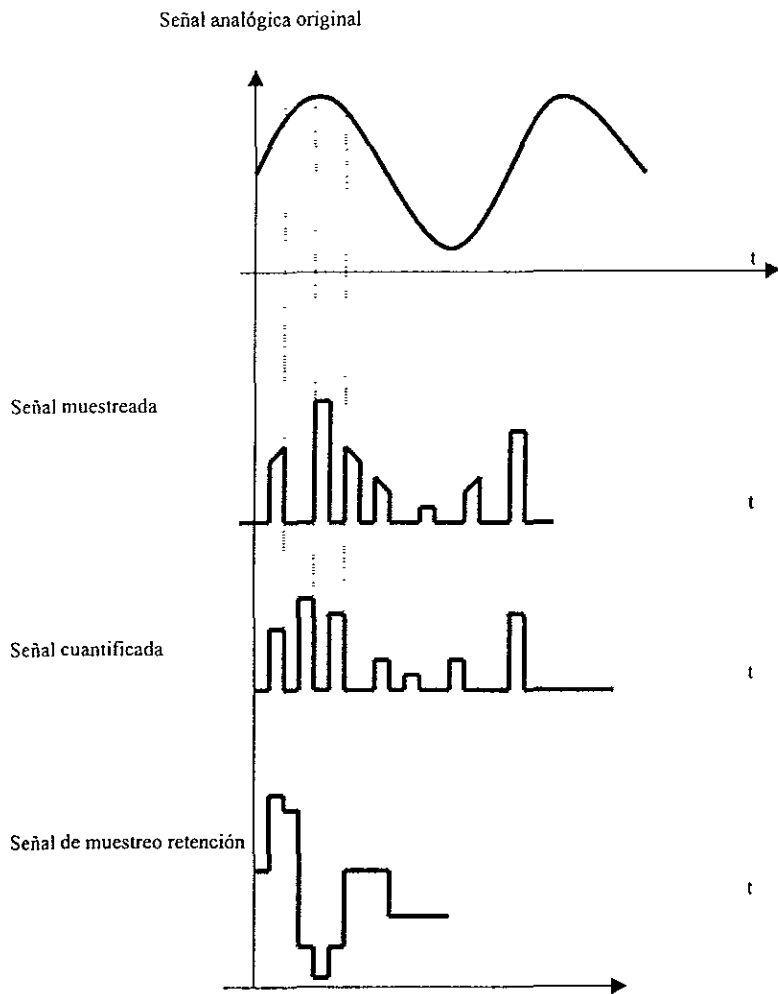 Señal analógica original
t
Señal muestreada
t
Señal cuantificada
t
Señal de muestreo retención
t